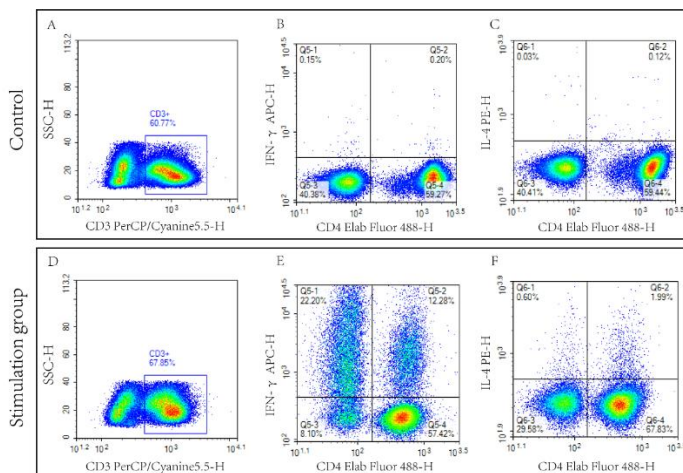 Control
A
113.2
80
60
40
20
0
SSC-H
CD3+
60.77%
10^1.2 10^2 10^3 10^4.1
CD3 PerCP/Cyanine5.5-H
B
10^4.5
10^4
10^3
10^2
IFN- γ APC-H
Q5-1
0.15%
Q5-2
0.20%
Q5-3
40.38%
Q5-4
59.27%
10^1.1 10^2 10^3 10^3.5
CD4 Elab Fluor 488-H
C
10^3.9
10^3
10^1.9
IL-4 PE-H
Q6-1
0.03%
Q6-2
0.12%
Q6-3
40.41%
Q6-4
59.44%
10^1.1 10^2 10^3 10^3.5
CD4 Elab Fluor 488-H
Stimulation group
D
113.2
80
60
40
20
0
SSC-H
CD3+
67.85%
10^1.2 10^2 10^3 10^4.1
CD3 PerCP/Cyanine5.5-H
E
10^4.5
10^4
10^3
10^2
IFN- γ APC-H
Q5-1
22.20%
Q5-2
12.28%
Q5-3
8.10%
Q5-4
57.42%
10^1.1 10^2 10^3 10^3.5
CD4 Elab Fluor 488-H
F
10^3.9
10^3
10^1.9
IL-4 PE-H
Q6-1
0.60%
Q6-2
1.99%
Q6-3
29.58%
Q6-4
67.83%
10^1.1 10^2 10^3 10^3.5
CD4 Elab Fluor 488-H